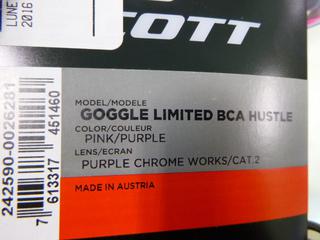 LUNE
2016
COTT
MODEL/MODELE
GOGGLE LIMITED BCA HUSTLE
COLOR/COULEUR
PINK/PURPLE
LENS/ECRAN
PURPLE CHROME WORKS/CAT.2
MADE IN AUSTRIA
242590-0026281
7 613317 451460